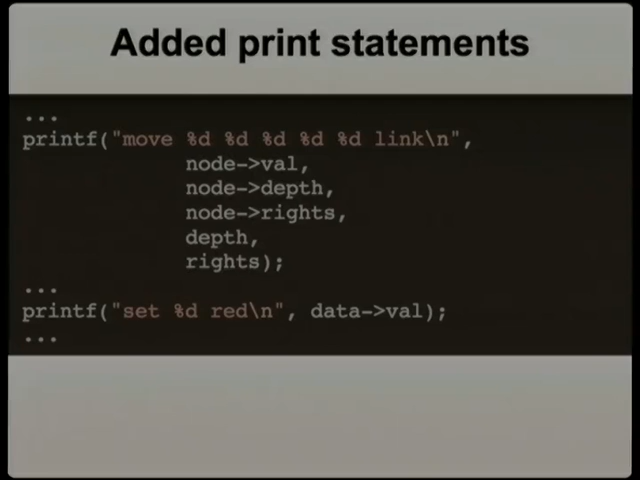 Added print statements
...
printf("move %d %d %d %d %d link\n",
node->val,
node->depth,
node->rights,
depth,
rights);
...
printf("set %d red\n", data->val);
...